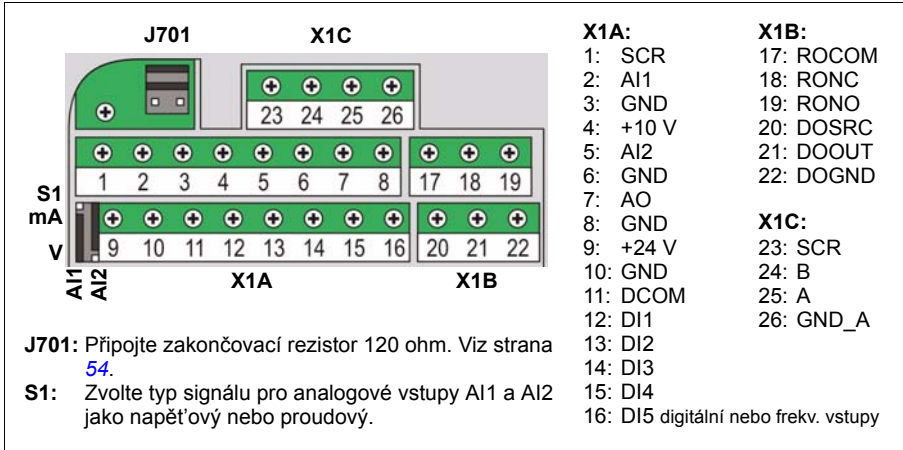 J701 X1C
23 24 25 26
1 2 3 4 5 6 7 8 17 18 19
S1
mA
V
9 10 11 12 13 14 15 16 20 21 22
AI1
AI2
X1A X1B
J701: Připojte zakončovací rezistor 120 ohm. Viz strana
54.
S1: Zvolte typ signálu pro analogové vstupy AI1 a AI2
jako napěťový nebo proudový.
X1A:
1: SCR
2: AI1
3: GND
4: +10 V
5: AI2
6: GND
7: AO
8: GND
9: +24 V
10: GND
11: DCOM
12: DI1
13: DI2
14: DI3
15: DI4
16: DI5 digitální nebo frekv. vstupy
X1B:
17: ROCOM
18: RONC
19: RONO
20: DOSRC
21: DOOUT
22: DOGND
X1C:
23: SCR
24: B
25: A
26: GND_A